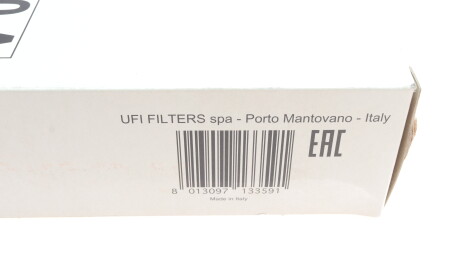 UFI FILTERS spa - Porto Mantovano - Italy
EAC
8 013097 133591
Made in Italy